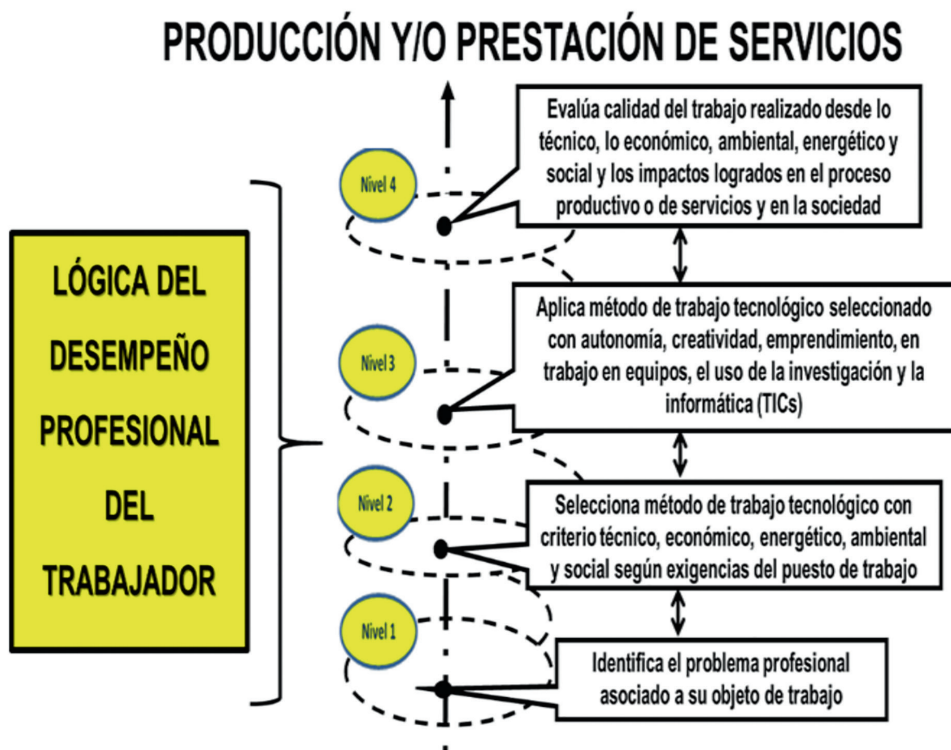 PRODUCCIÓN Y/O PRESTACIÓN DE SERVICIOS
Evalúa calidad del trabajo realizado desde lo
técnico, lo económico, ambiental, energético y
social y los impactos logrados en el proceso
productivo o de servicios y en la sociedad
Nivel 4
LÓGICA DEL
DESEMPEÑO
PROFESIONAL
DEL
TRABAJADOR
Aplica método de trabajo tecnológico seleccionado
con autonomía, creatividad, emprendimiento, en
trabajo en equipos, el uso de la investigación y la
informática (TICs)
Nivel 3
Selecciona método de trabajo tecnológico con
criterio técnico, económico, energético, ambiental
y social según exigencias del puesto de trabajo
Nivel 2
Nivel 1
Identifica el problema profesional
asociado a su objeto de trabajo